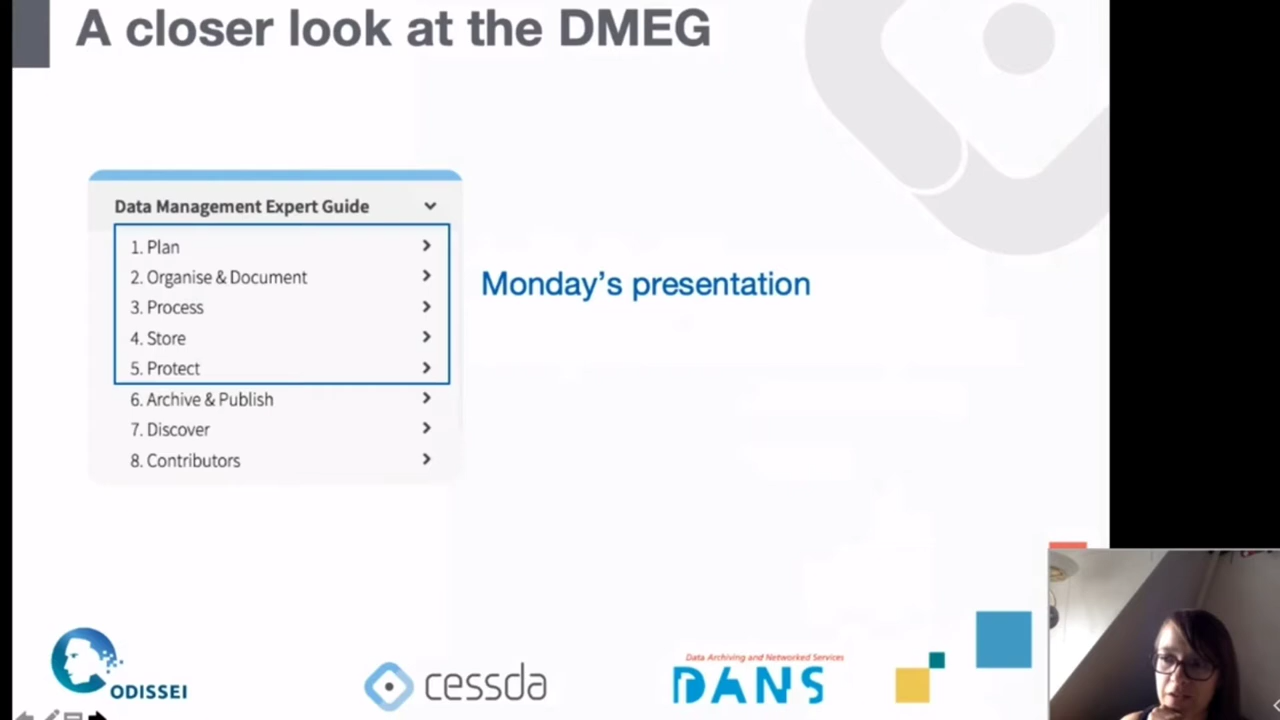 A closer look at the DMEG
Data Management Expert Guide
1. Plan
2. Organise & Document
3. Process
4. Store
5. Protect
6. Archive & Publish
7. Discover
8. Contributors
Monday's presentation
ODISSEI
cessda
Data Archiving and Networked Services
DANS